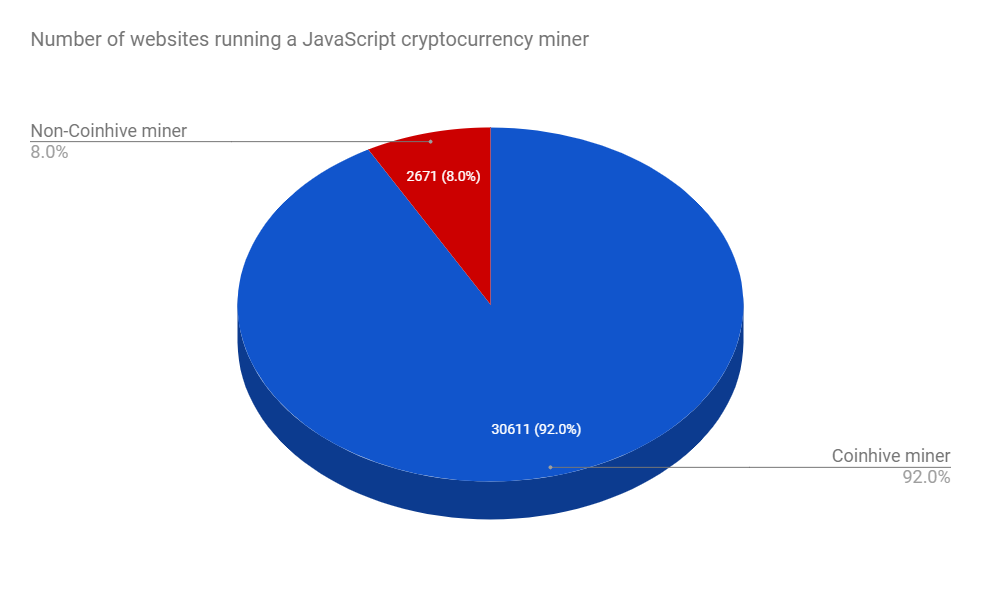 Number of websites running a JavaScript cryptocurrency miner
Non-Coinhive miner
8.0%
2671 (8.0%)
30611 (92.0%)
Coinhive miner
92.0%